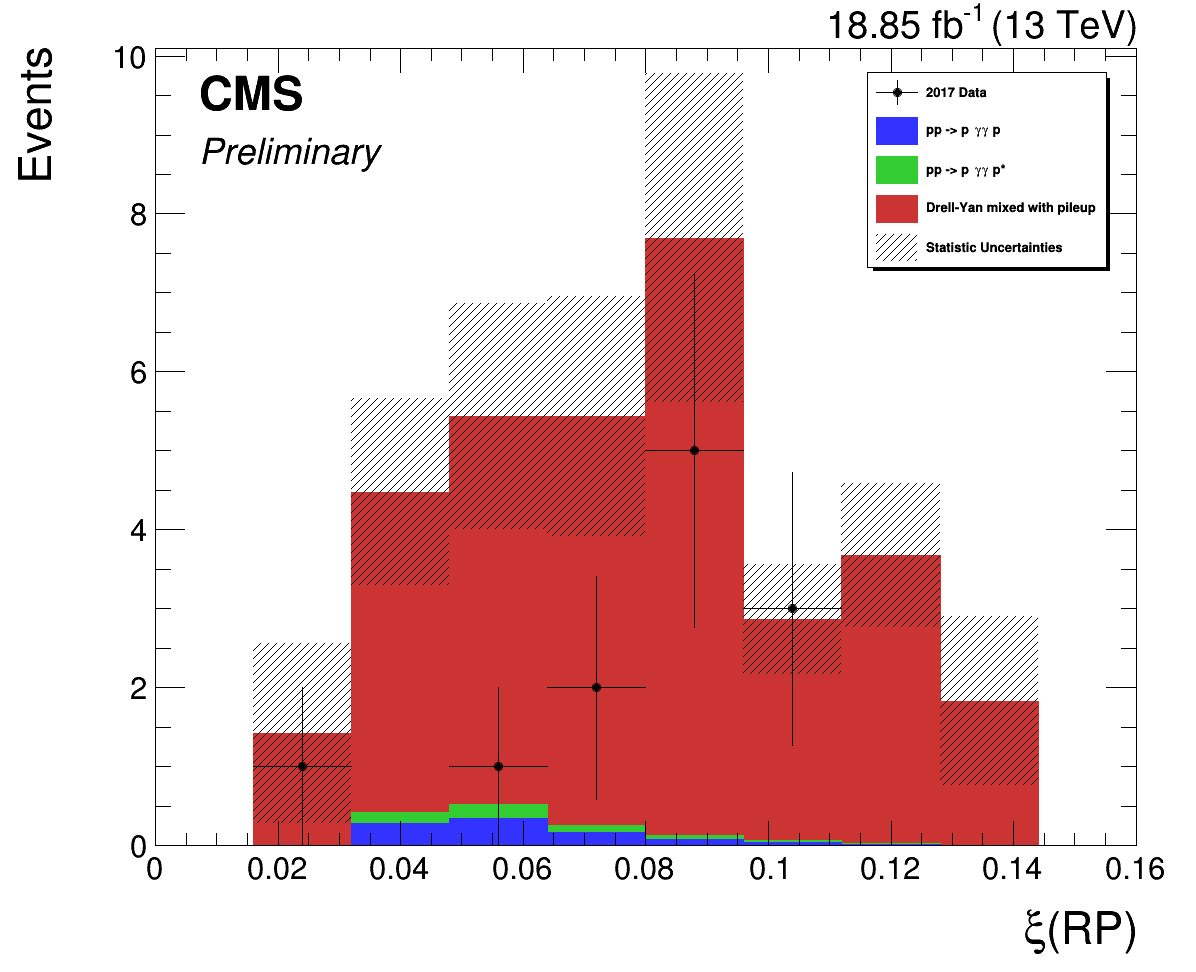 18.85 fb⁻¹ (13 TeV)
Events
CMS
Preliminary
2017 Data
pp -> p γγ p
pp -> p γγ p*
Drell-Yan mixed with pileup
Statistic Uncertainties
10
8
6
4
2
0
0 0.02 0.04 0.06 0.08 0.1 0.12 0.14 0.16
ξ(RP)